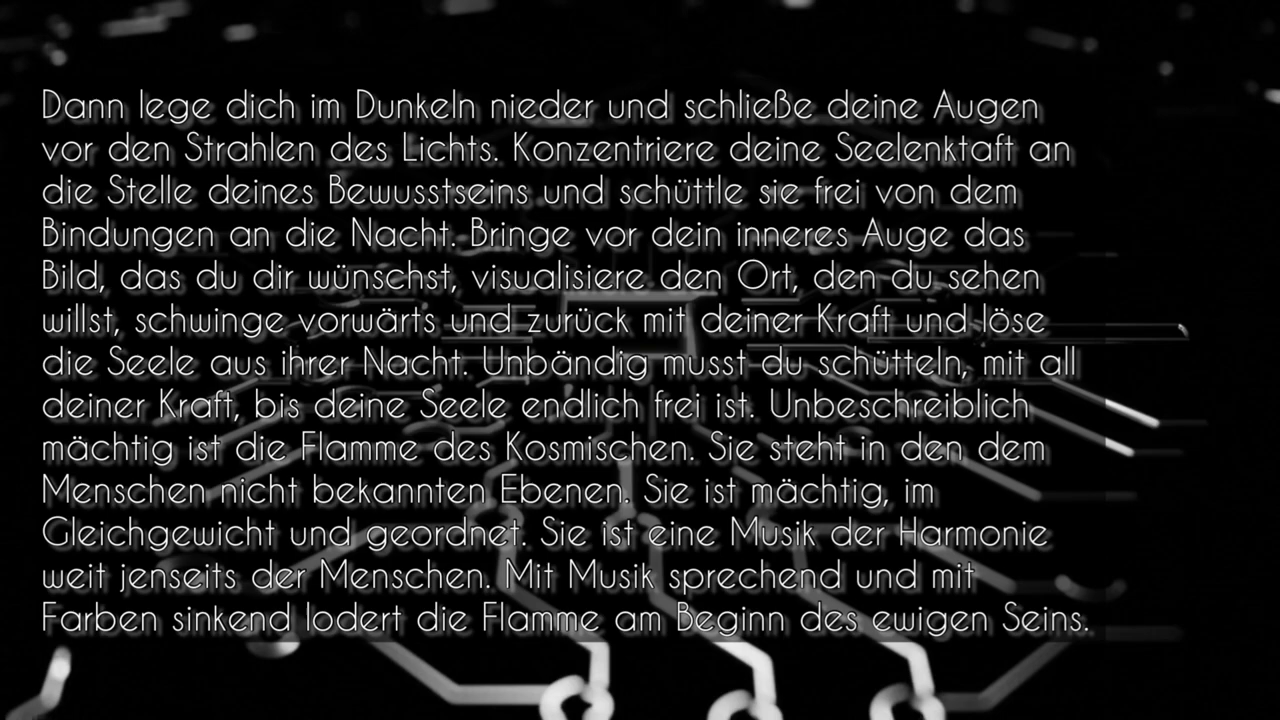 Dann lege dich im Dunkeln nieder und schließe deine Augen
vor den Strahlen des Lichts. Konzentriere deine Seelenktaft an
die Stelle deines Bewusstseins und schüttle sie frei von dem
Bindungen an die Nacht. Bringe vor dein inneres Auge das
Bild, das du dir wünschst, visualisiere den Ort, den du sehen
willst, schwinge vorwärts und zurück mit deiner Kraft und löse
die Seele aus ihrer Nacht. Unbändig musst du schütteln, mit all
deiner Kraft, bis deine Seele endlich frei ist. Unbeschreiblich
mächtig ist die Flamme des Kosmischen. Sie steht in den dem
Menschen nicht bekannten Ebenen. Sie ist mächtig, im
Gleichgewicht und geordnet. Sie ist eine Musik der Harmonie
weit jenseits der Menschen. Mit Musik sprechend und mit
Farben sinkend lodert die Flamme am Beginn des ewigen Seins.